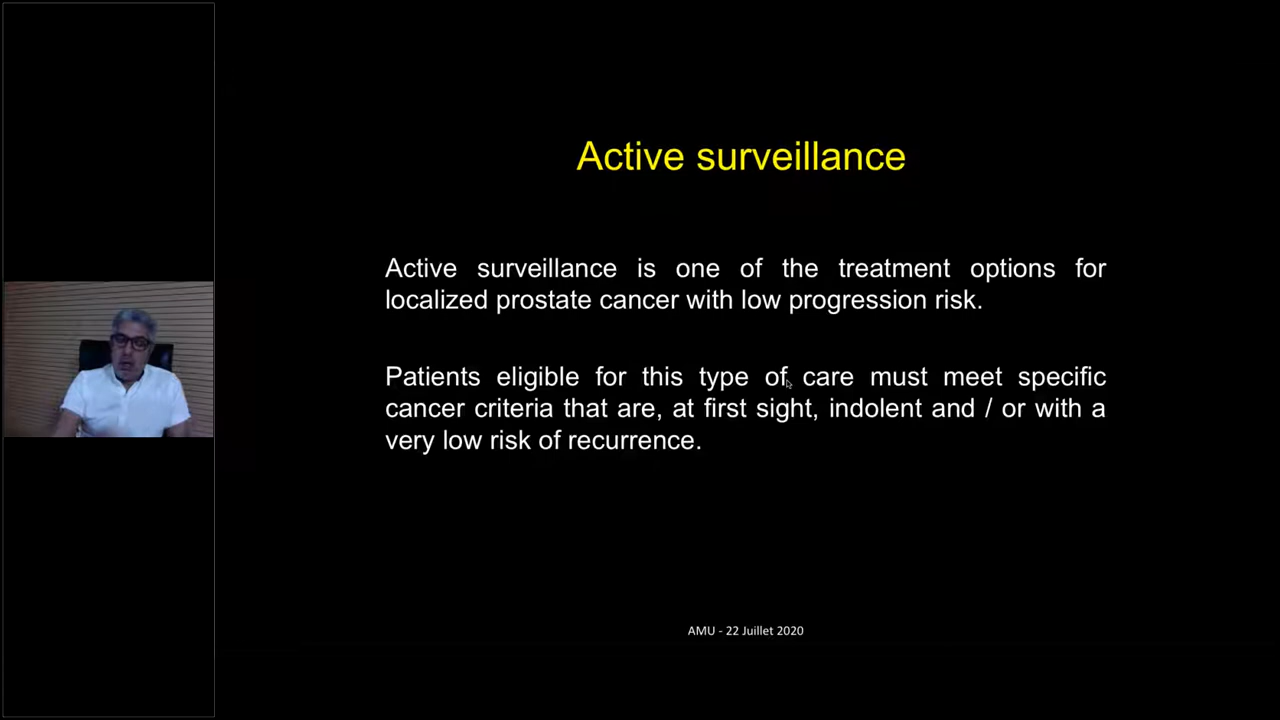 Active surveillance
Active surveillance is one of the treatment options for
localized prostate cancer with low progression risk.
Patients eligible for this type of care must meet specific
cancer criteria that are, at first sight, indolent and / or with a
very low risk of recurrence.
AMU - 22 Juillet 2020